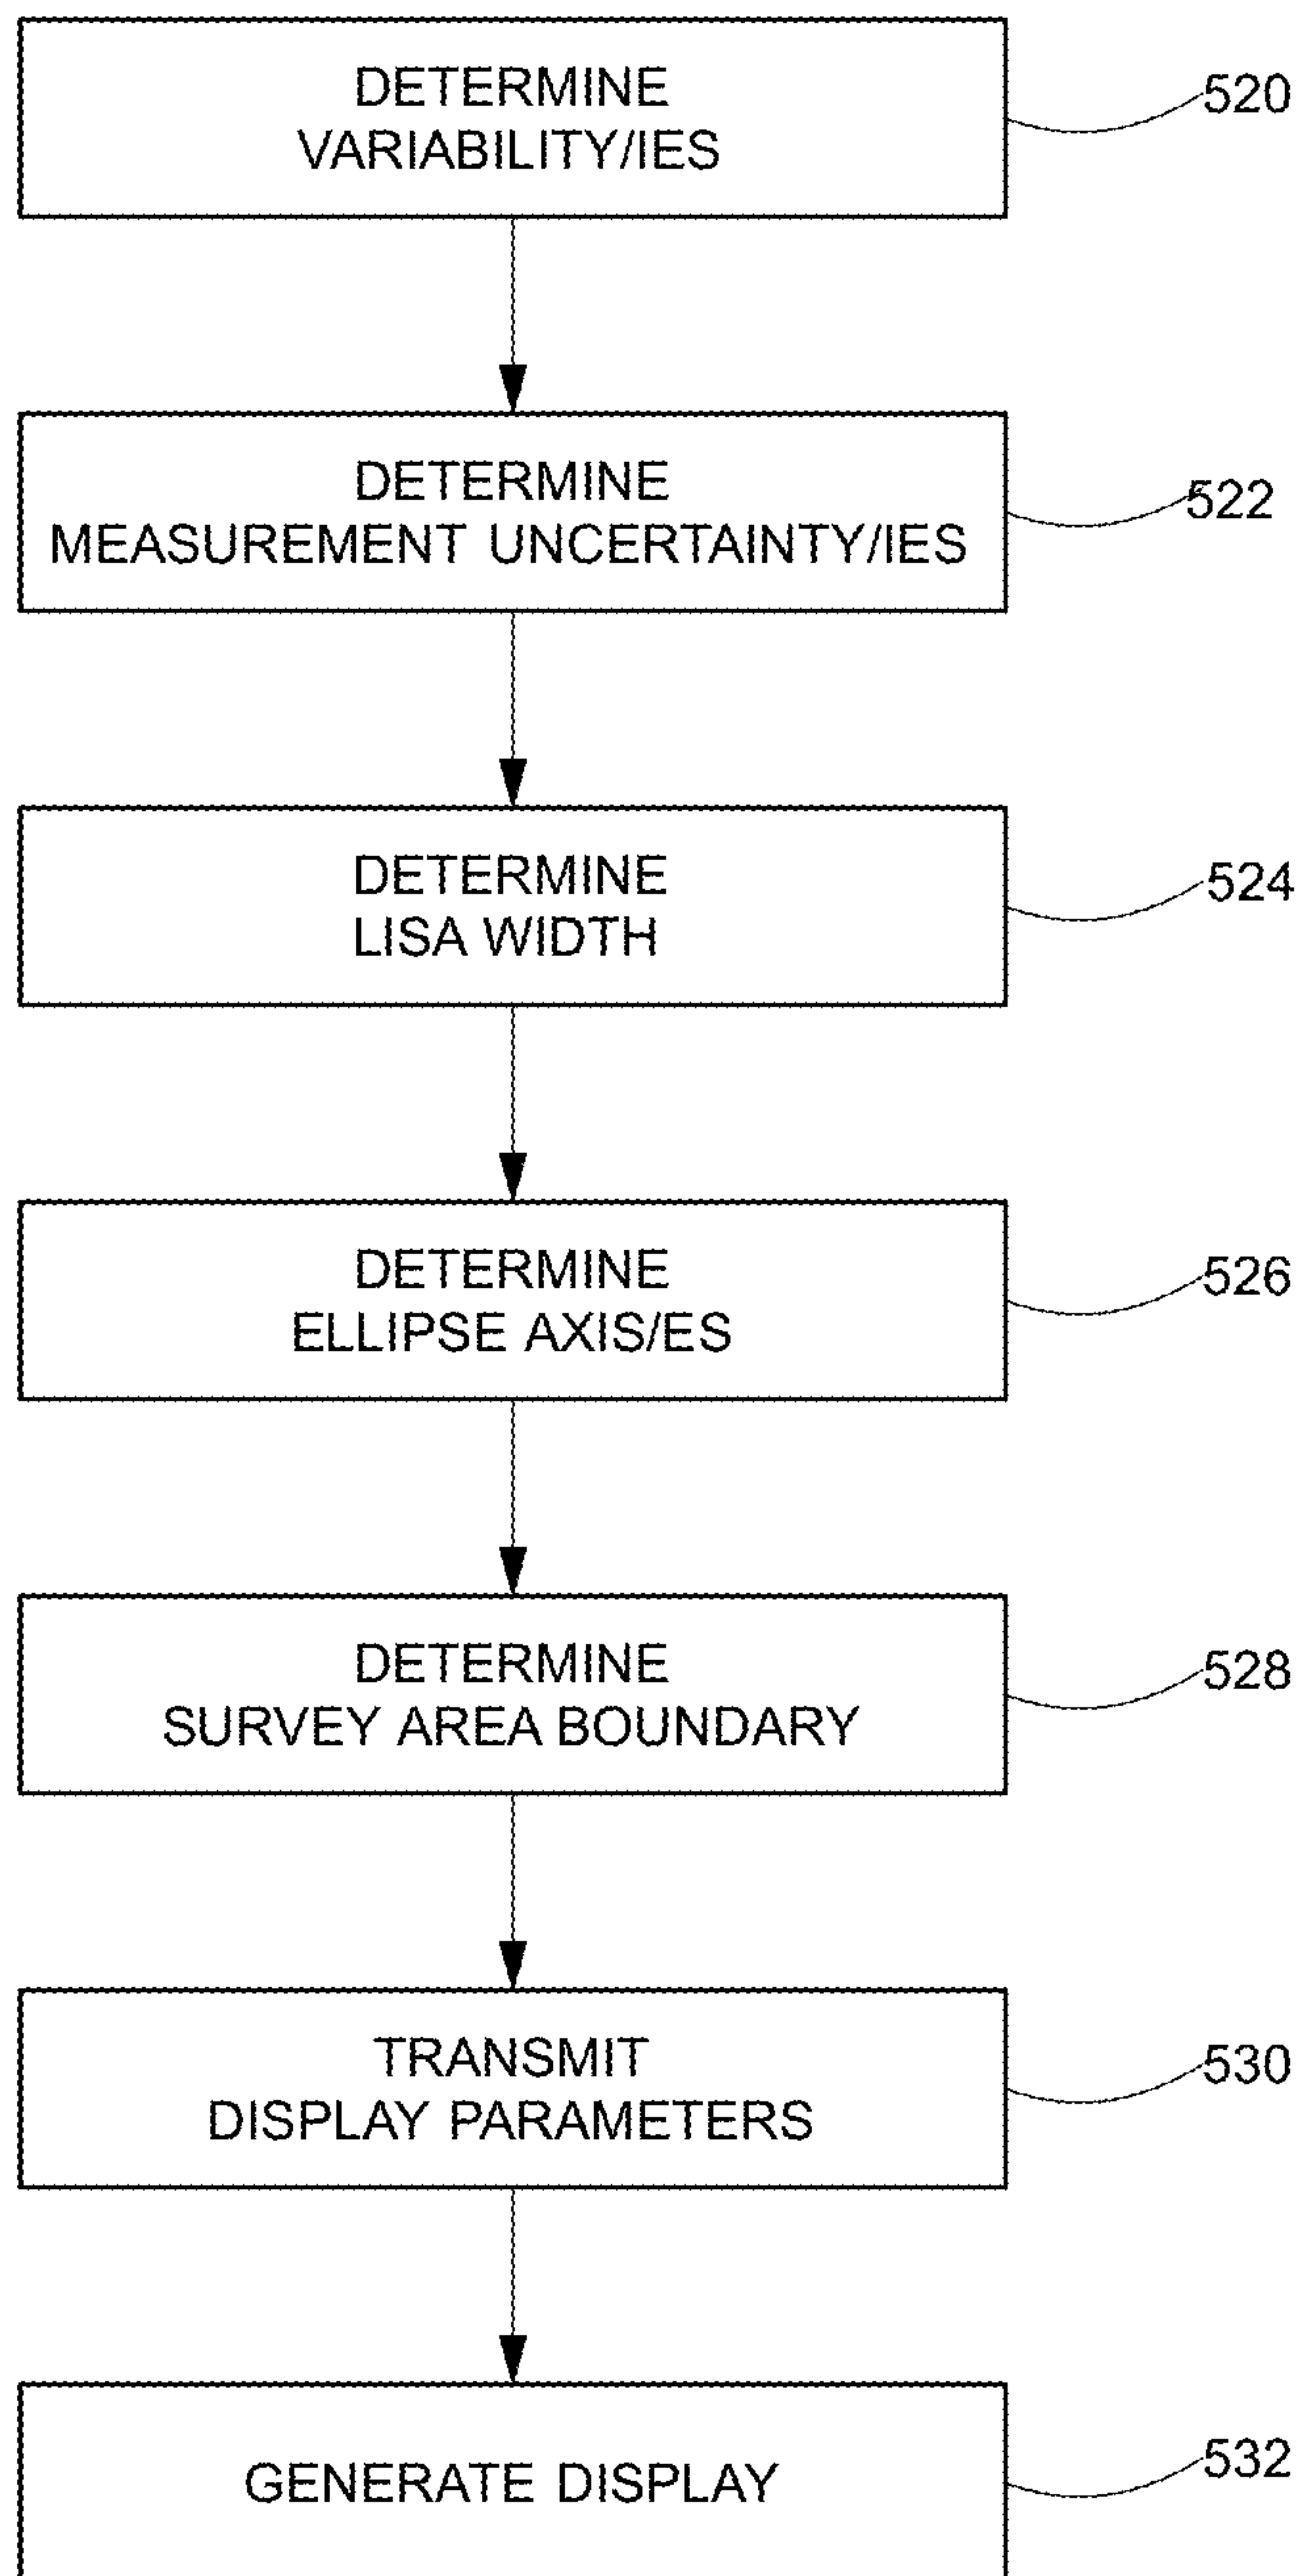 DETERMINE
VARIABILITY/IES
520
DETERMINE
MEASUREMENT UNCERTAINTY/IES
522
DETERMINE
LISA WIDTH
524
DETERMINE
ELLIPSE AXIS/ES
526
DETERMINE
SURVEY AREA BOUNDARY
528
TRANSMIT
DISPLAY PARAMETERS
530
GENERATE DISPLAY
532